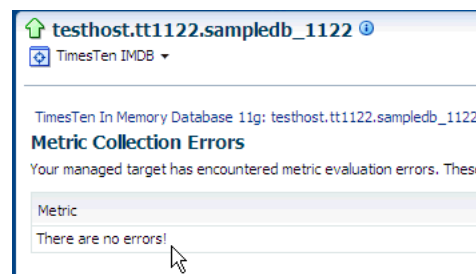 testhost.tt1122.sampledb_1122
TimesTen IMDB
TimesTen In Memory Database 11g: testhost.tt1122.sampledb_1122
Metric Collection Errors
Your managed target has encountered metric evaluation errors.
Metric
There are no errors!